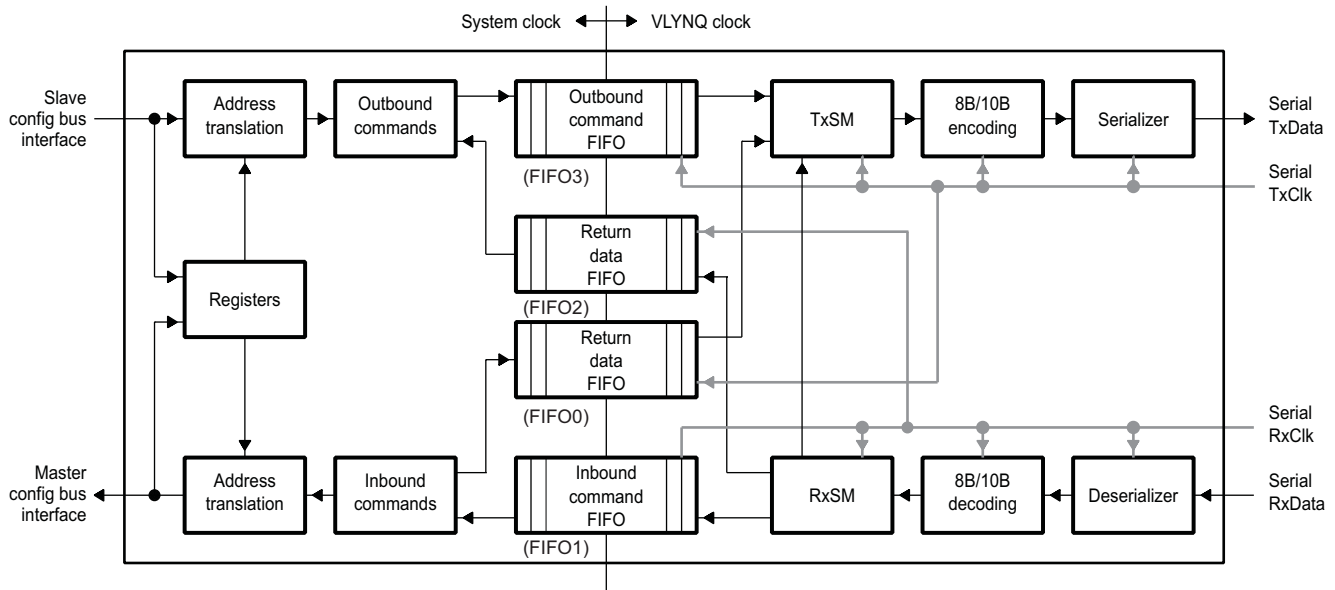 System clock
VLYNQ clock
Slave
config bus
interface
Address
translation
Outbound
commands
Outbound
command
FIFO
(FIFO3)
TxSM
8B/10B
encoding
Serializer
Serial
TxData
Serial
TxClk
Registers
Return
data
FIFO
(FIFO2)
Return
data
FIFO
(FIFO0)
Master
config bus
interface
Address
translation
Inbound
commands
Inbound
command
FIFO
(FIFO1)
RxSM
8B/10B
decoding
Deserializer
Serial
RxClk
Serial
RxData